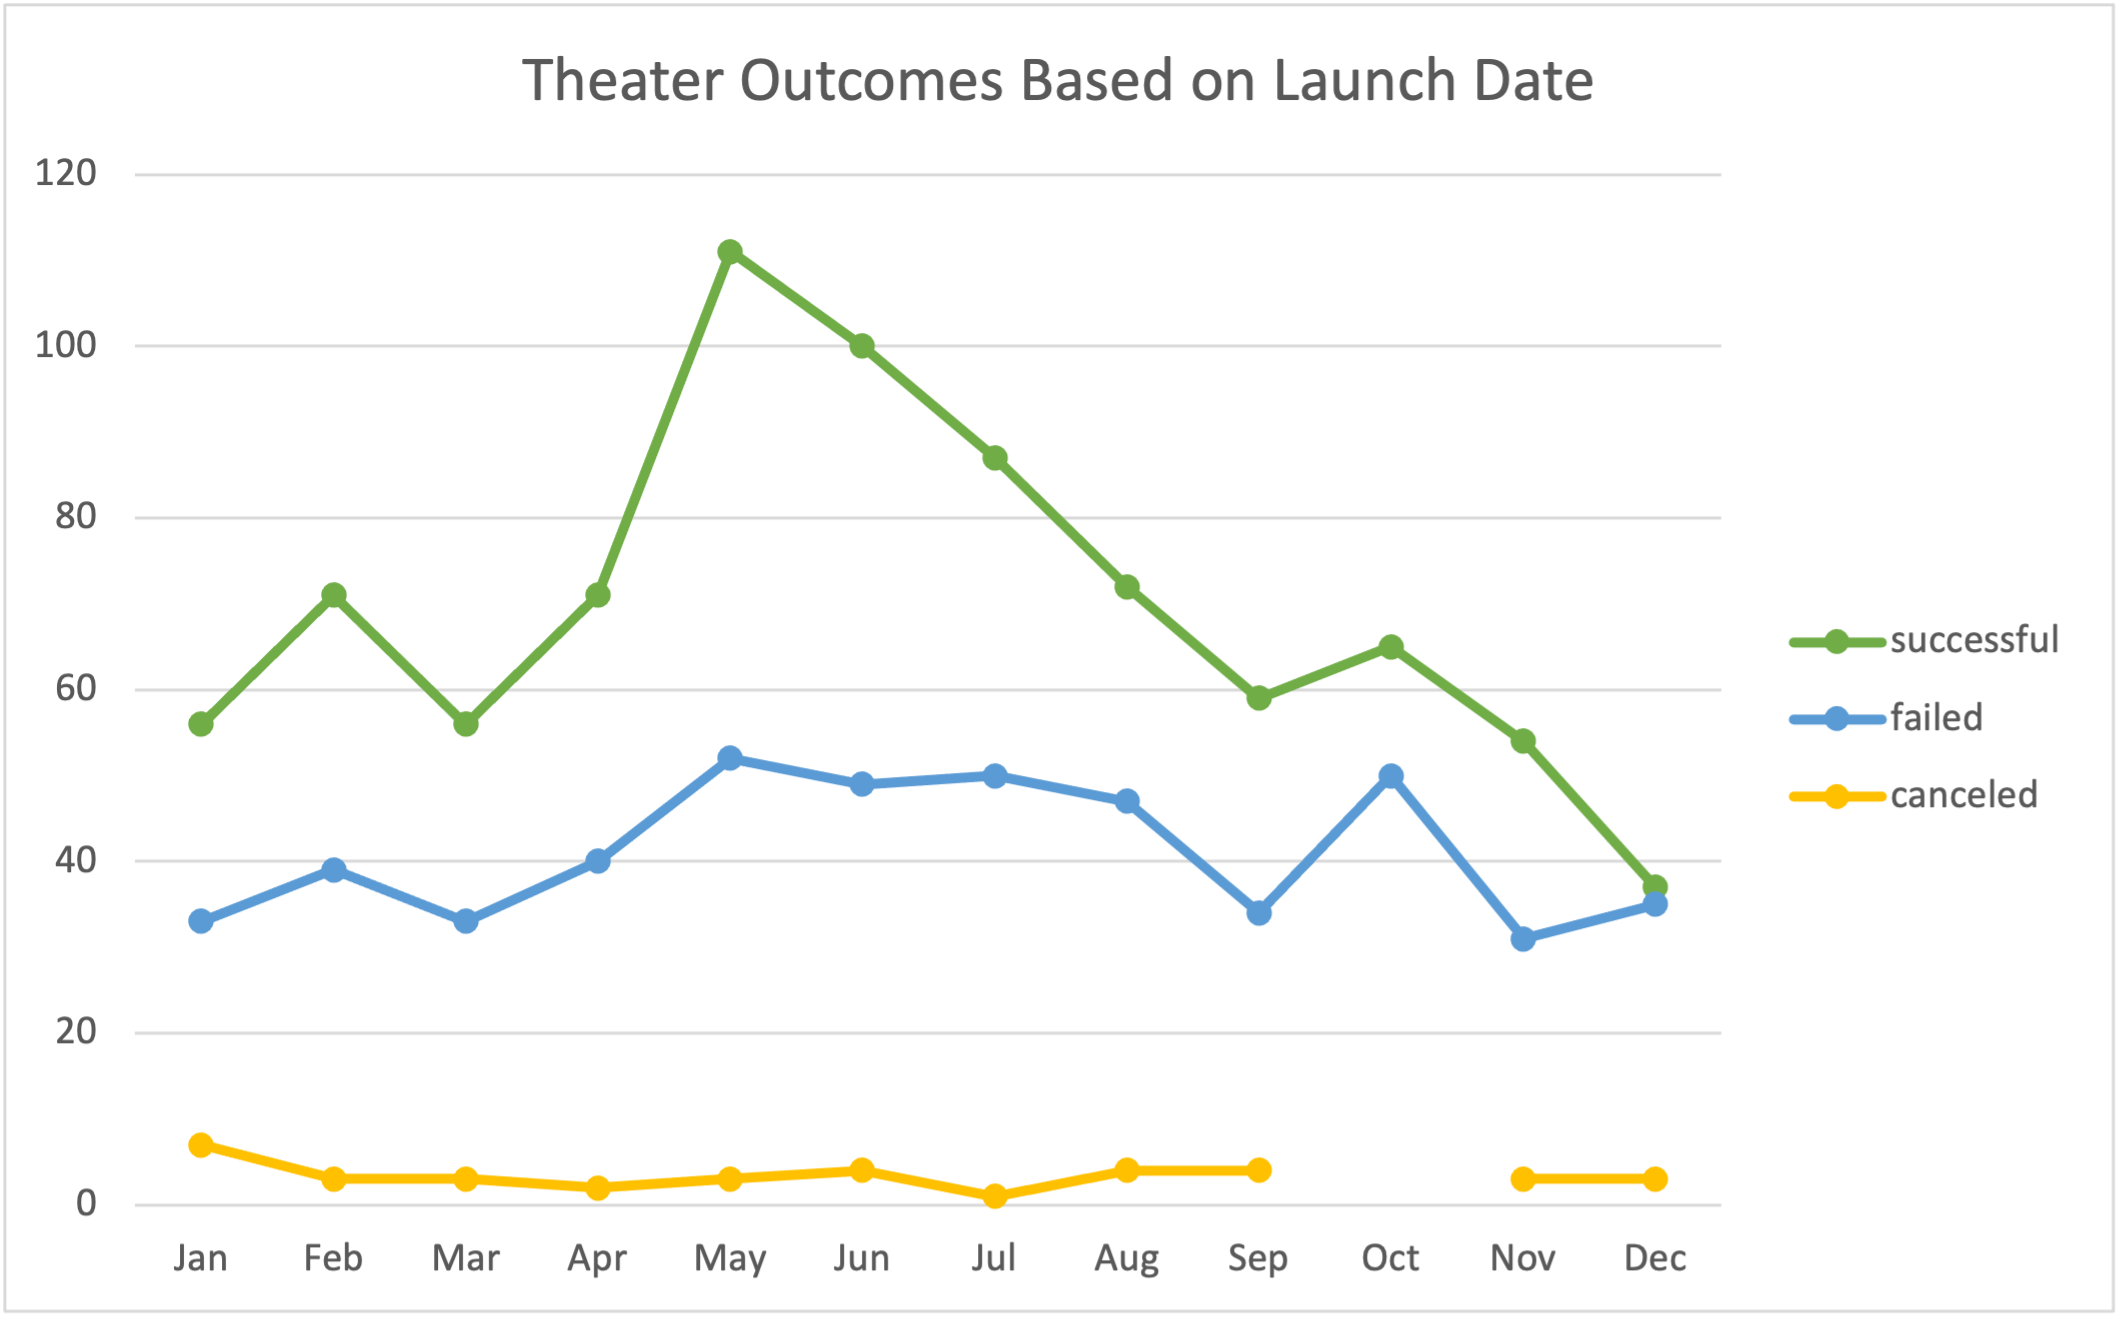 Theater Outcomes Based on Launch Date
120
100
80
60
40
20
0
Jan Feb Mar Apr May Jun Jul Aug Sep Oct Nov Dec
successful
failed
canceled